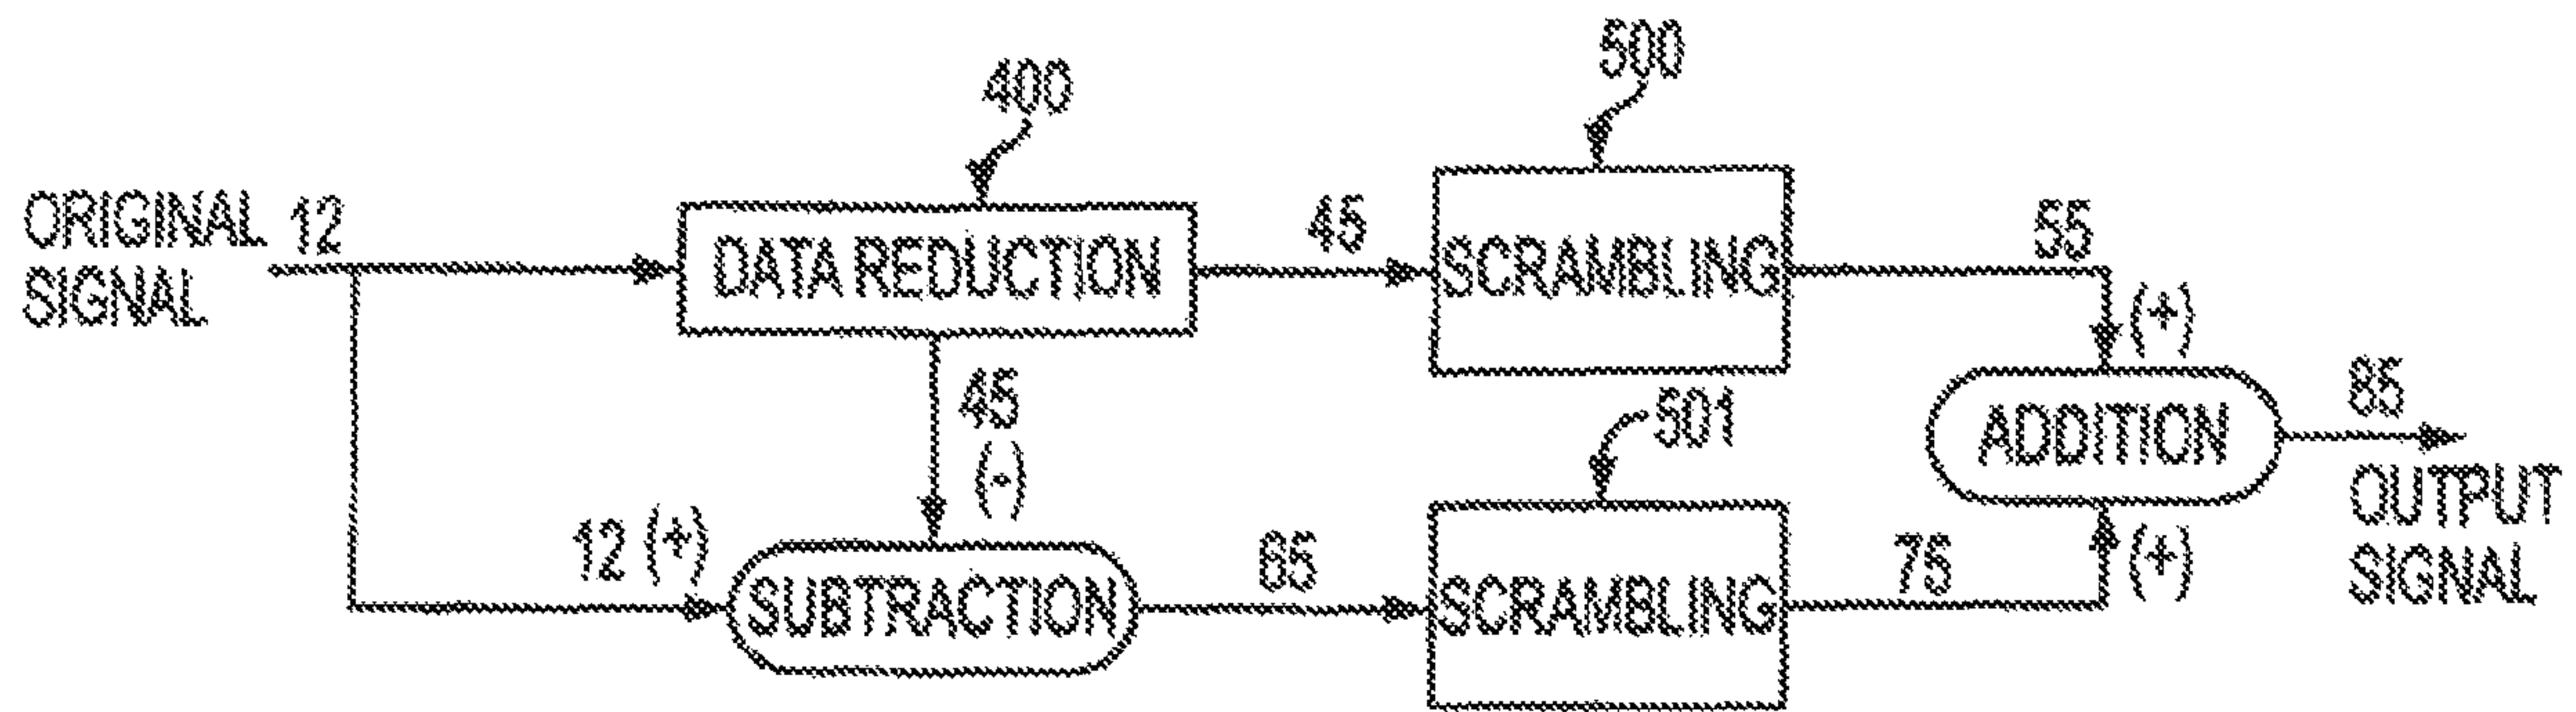 500
400
ORIGINAL
SIGNAL
12
DATA REDUCTION
45
SCRAMBLING
55
(+)
45
(-)
501
ADDITION
85
OUTPUT
SIGNAL
12 (+)
SUBTRACTION
65
SCRAMBLING
75
(+)